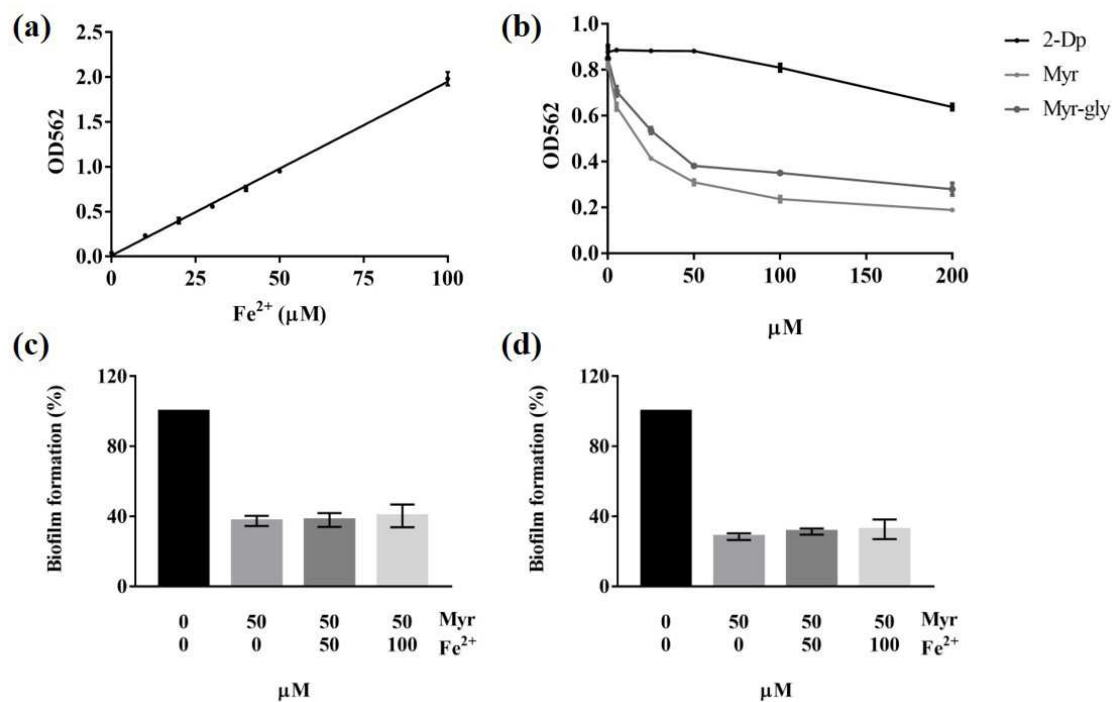 (a)
2.5
2.0
1.5
1.0
0.5
0.0
OD562
0 25 50 75 100
Fe²⁺ (μM)
(b)
1.0
0.8
0.6
0.4
0.2
0.0
OD562
0 50 100 150 200
μM
2-Dp
Myr
Myr-gly
(c)
120
80
40
0
Biofilm formation (%)
0 50 50 50 Myr
0 0 50 100 Fe²⁺
μM
(d)
120
80
40
0
Biofilm formation (%)
0 50 50 50 Myr
0 0 50 100 Fe²⁺
μM